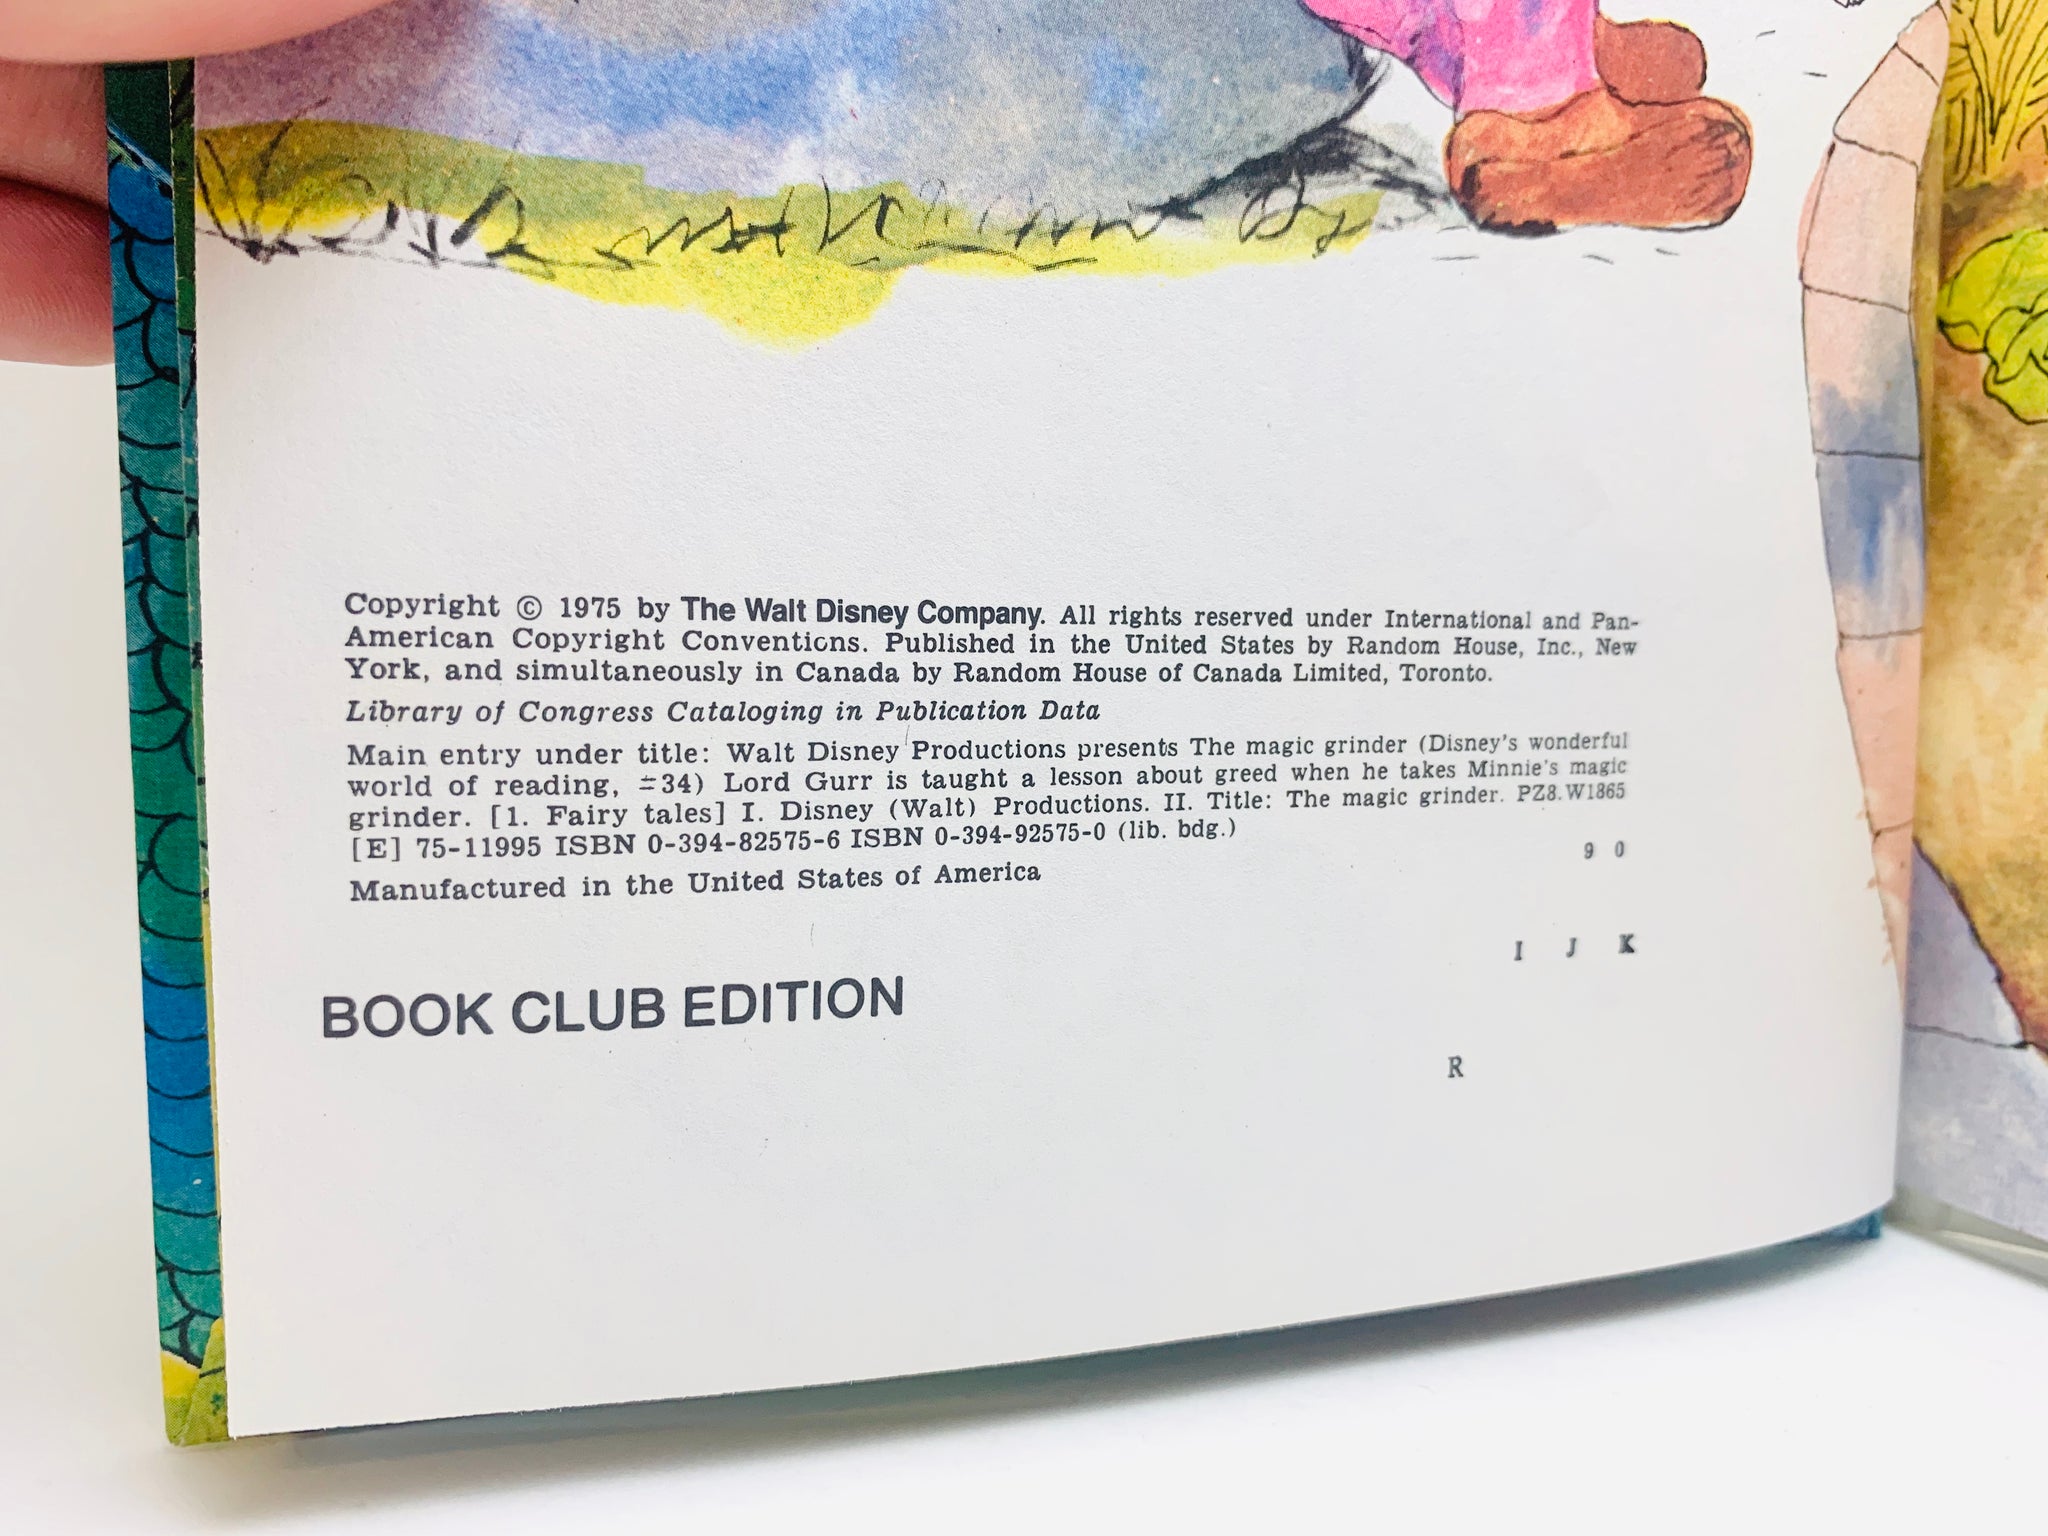 Copyright © 1975 by The Walt Disney Company. All rights reserved under International and Pan-
American Copyright Conventions. Published in the United States by Random House, Inc., New
York, and simultaneously in Canada by Random House of Canada Limited, Toronto.
Library of Congress Cataloging in Publication Data
Main entry under title: Walt Disney Productions presents The magic grinder (Disney's wonderful
world of reading, #34) Lord Gurr is taught a lesson about greed when he takes Minnie's magic
grinder. [1. Fairy tales] I. Disney (Walt) Productions. II. Title: The magic grinder. PZ8.W1865
[E] 75-11995 ISBN 0-394-82575-6 ISBN 0-394-92575-0 (lib. bdg.)
9 0
Manufactured in the United States of America
I J K
BOOK CLUB EDITION
R